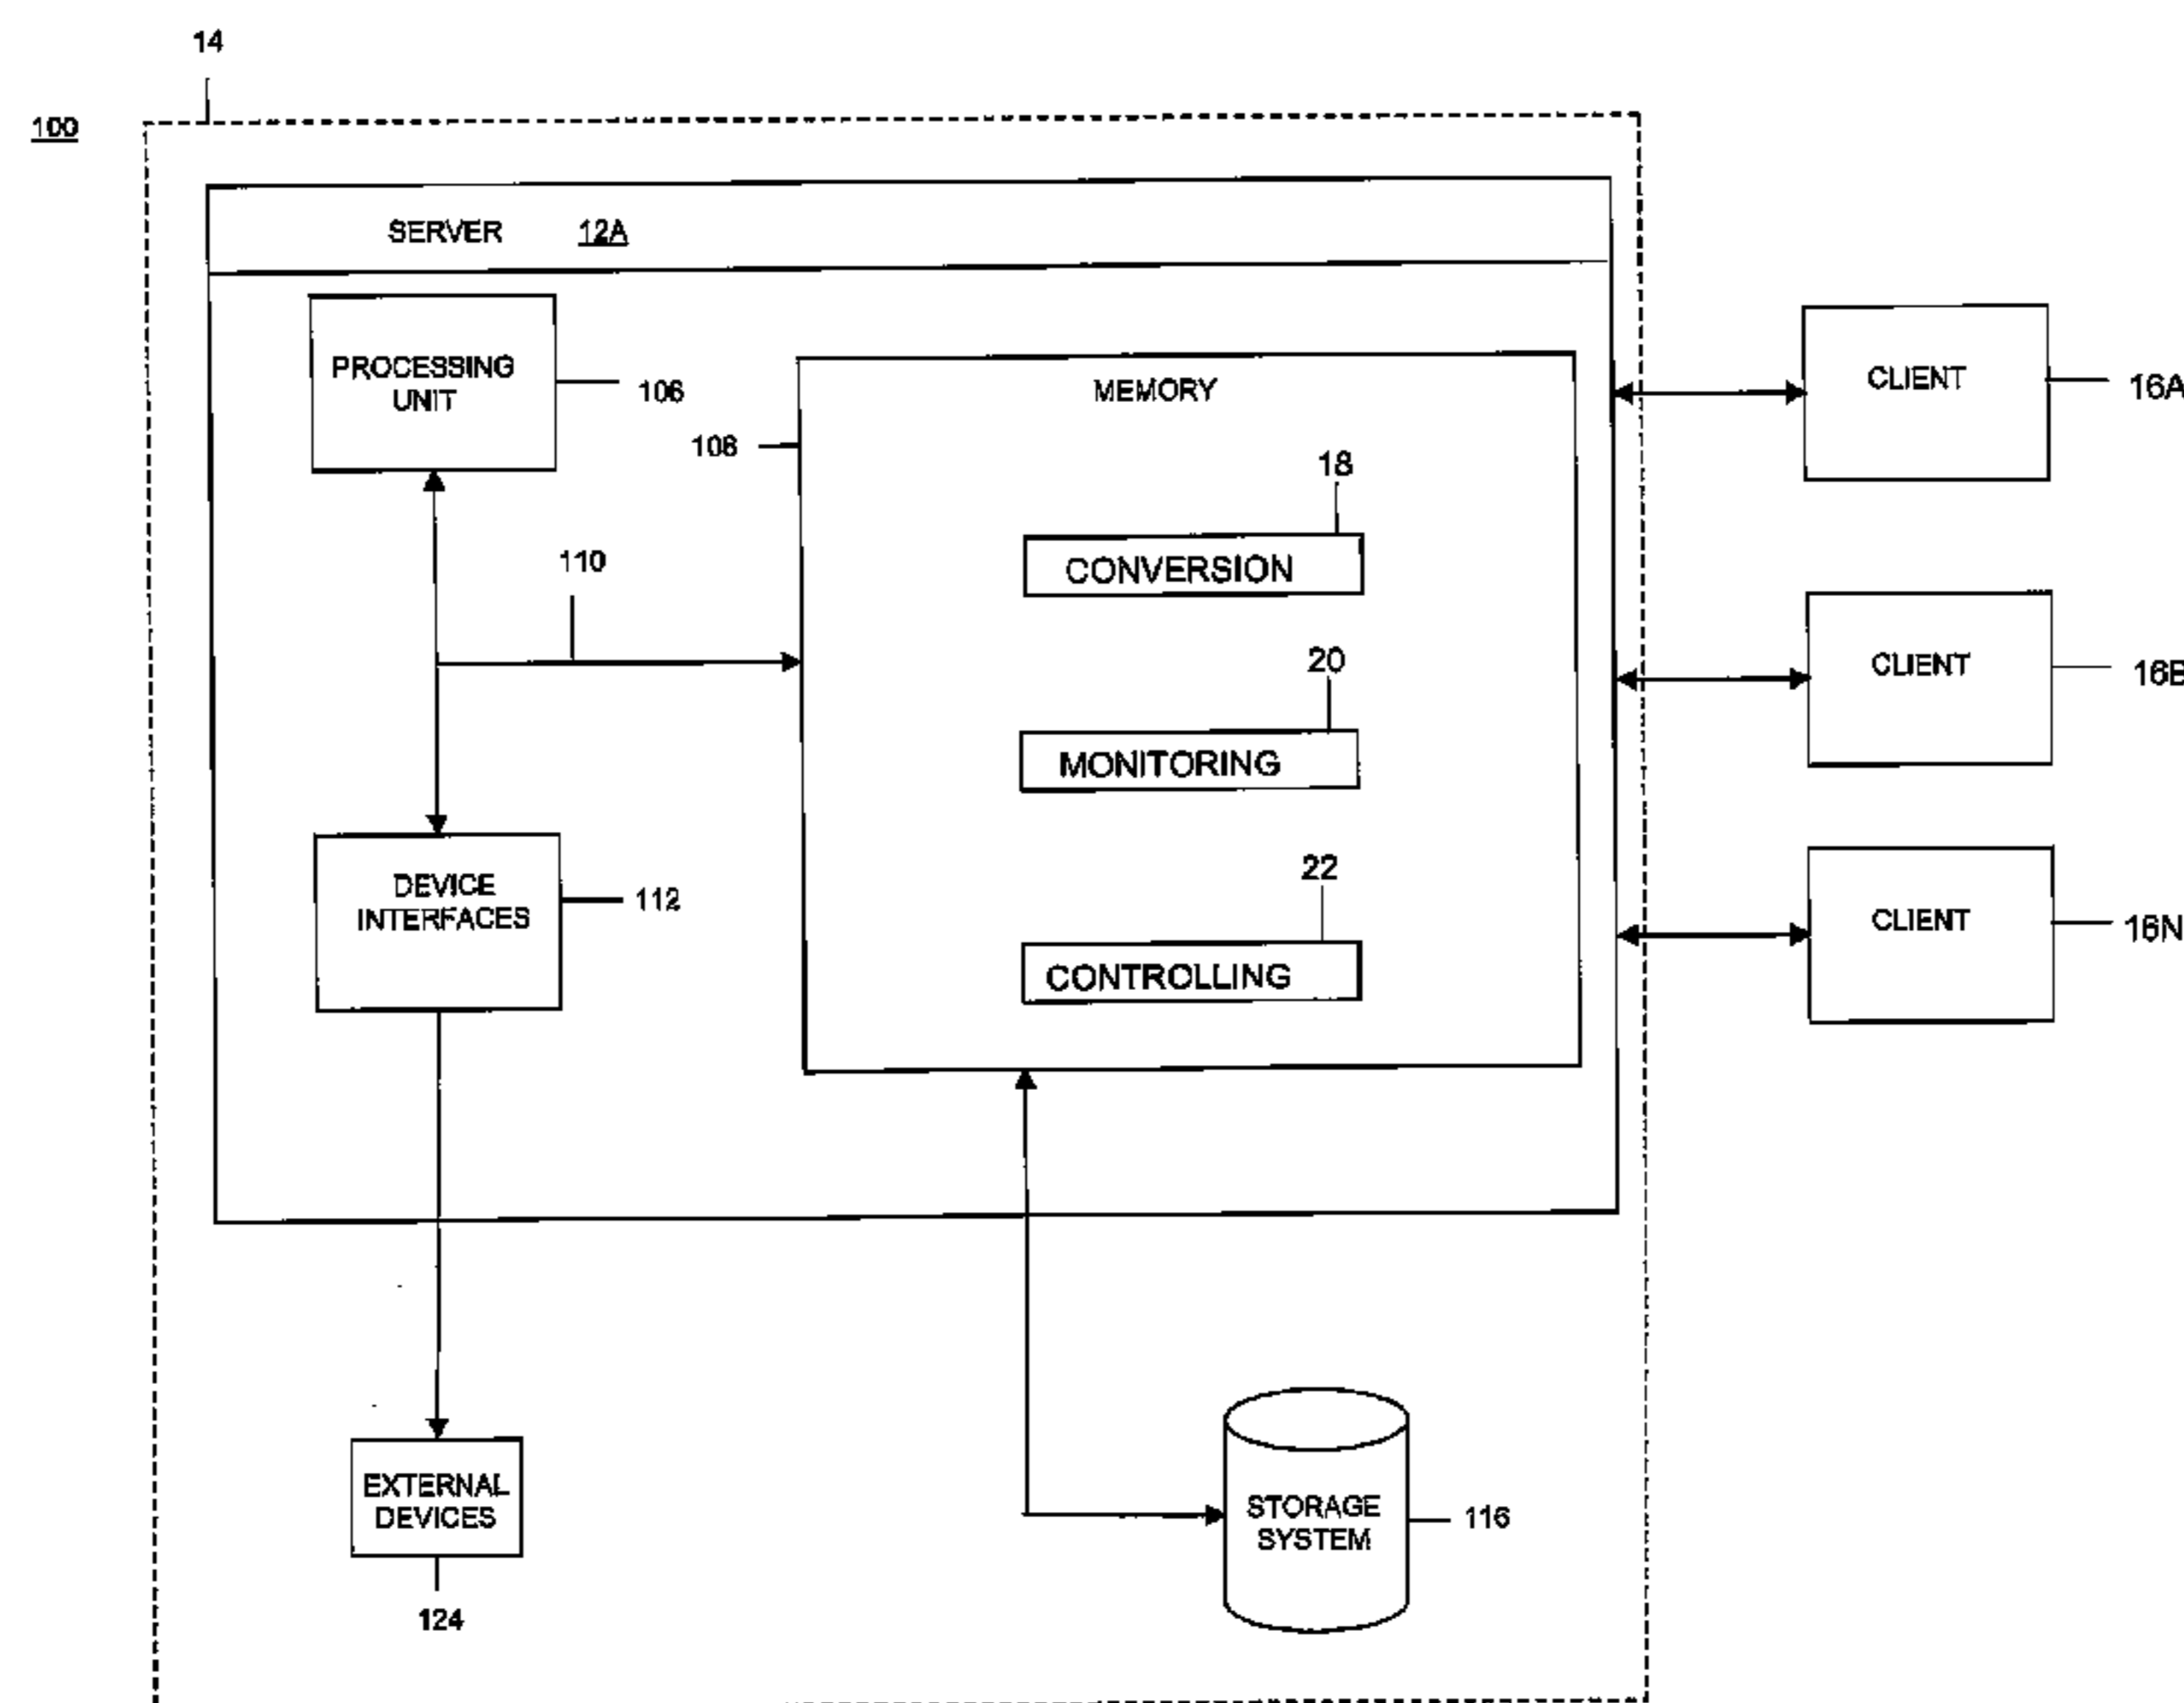 14
100
SERVER 12A
PROCESSING
UNIT
106
MEMORY
108
CLIENT
16A
18
CONVERSION
110
20
MONITORING
CLIENT
16B
22
CONTROLLING
DEVICE
INTERFACES
112
CLIENT
16N
EXTERNAL
DEVICES
124
STORAGE
SYSTEM
116